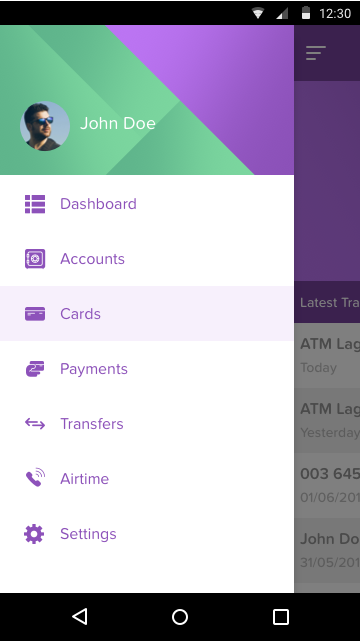 12:30
John Doe
Dashboard
Accounts
Cards
Payments
Transfers
Airtime
Settings
Latest Tra
ATM Lag
Today
ATM Lag
Yesterday
003 645
01/06/201
John Do
31/05/201